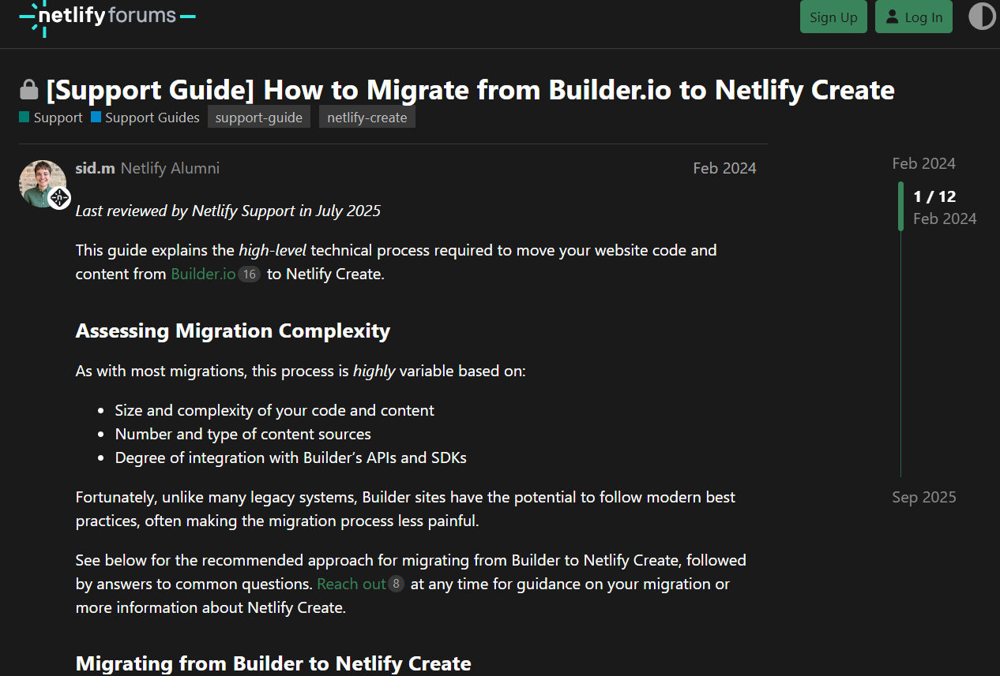 netlify forums
Sign Up
Log In
[Support Guide] How to Migrate from Builder.io to Netlify Create
Support Support Guides support-guide netlify-create
sid.m Netlify Alumni Feb 2024
Last reviewed by Netlify Support in July 2025
This guide explains the high-level technical process required to move your website code and
content from Builder.io 16 to Netlify Create.
Assessing Migration Complexity
As with most migrations, this process is highly variable based on:
• Size and complexity of your code and content
• Number and type of content sources
• Degree of integration with Builder’s APIs and SDKs
Fortunately, unlike many legacy systems, Builder sites have the potential to follow modern best
practices, often making the migration process less painful.
See below for the recommended approach for migrating from Builder to Netlify Create, followed
by answers to common questions. Reach out 8 at any time for guidance on your migration or
more information about Netlify Create.
Migrating from Builder to Netlify Create
Feb 2024
1 / 12
Feb 2024
Sep 2025